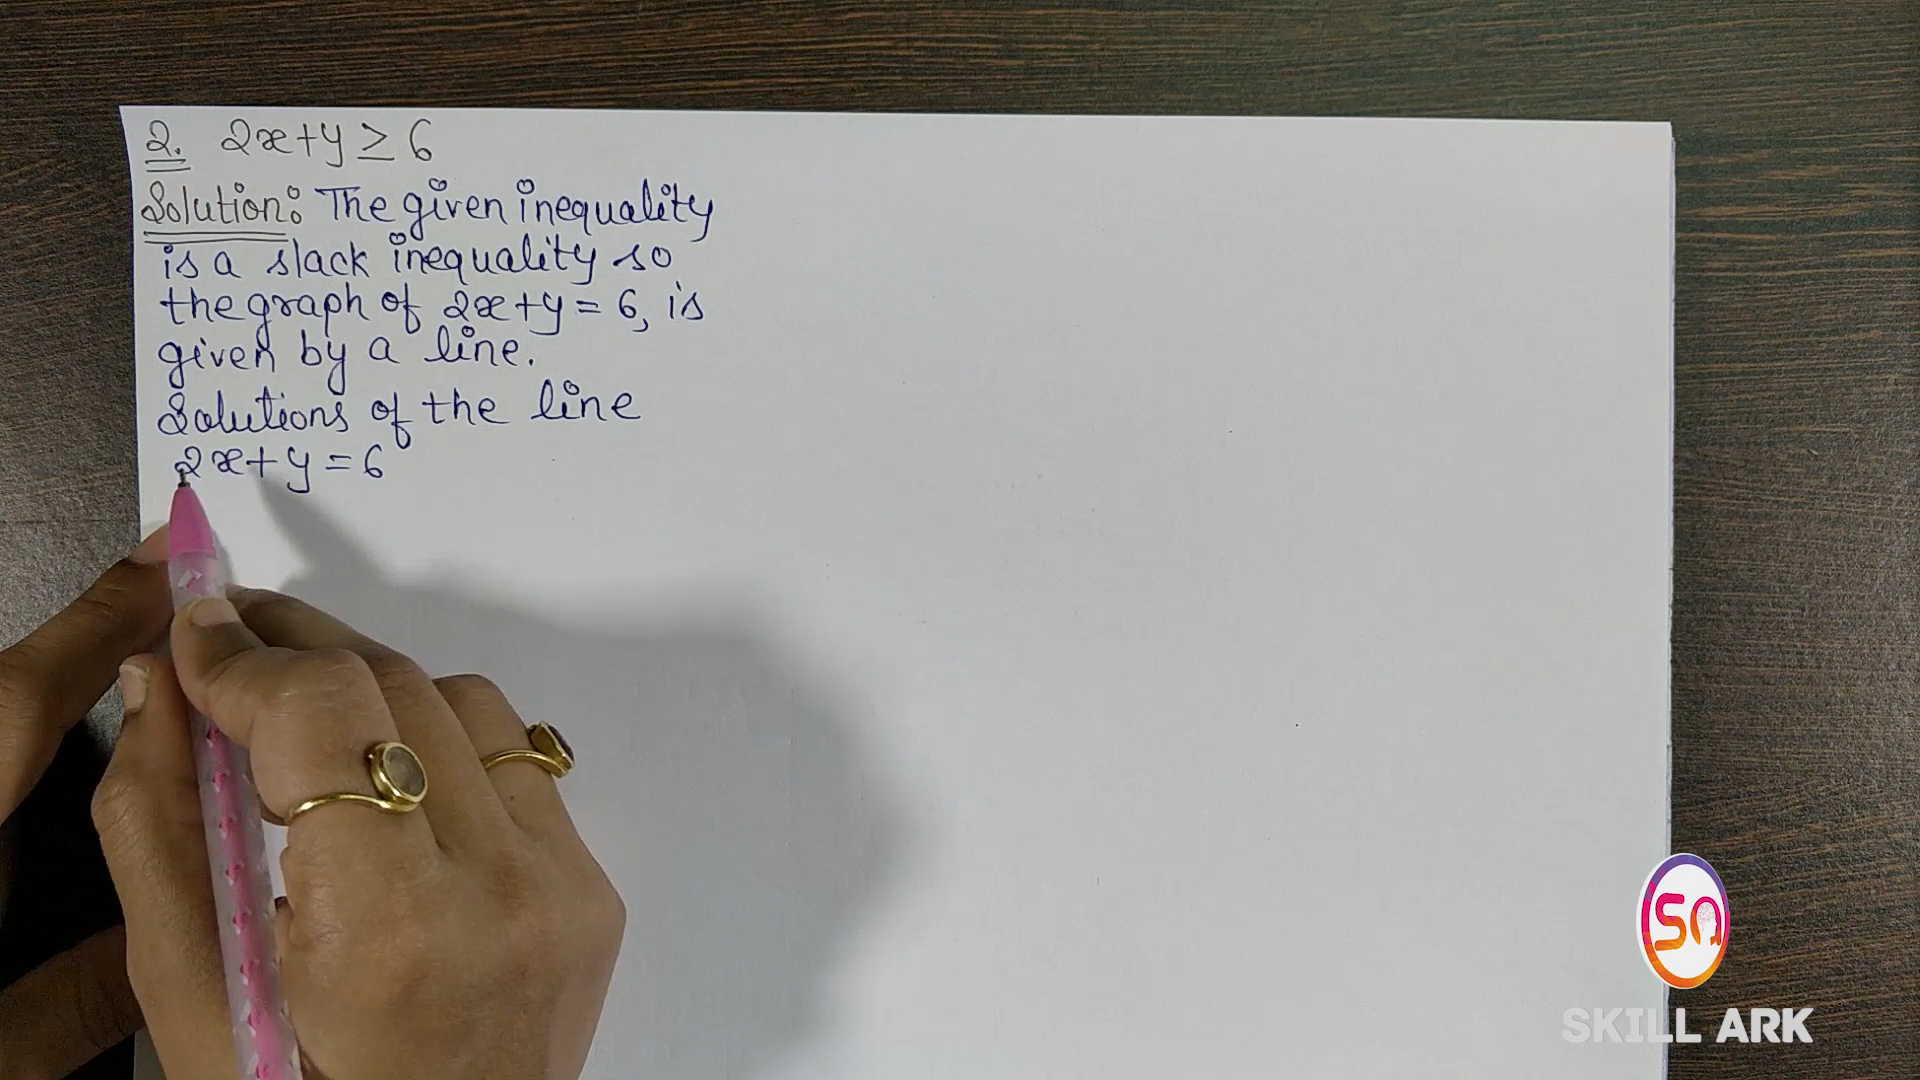 2. 2x+y ≥ 6
Solution: The given inequality
is a slack inequality so
the graph of 2x+y = 6, is
given by a line.
Solutions of the line
2x+y = 6
SA
SKILL ARK